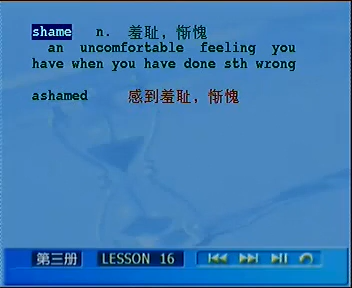 shame n. 羞耻，惭愧
an uncomfortable feeling you
have when you have done sth wrong
ashamed 感到羞耻，惭愧
第三册 LESSON 16